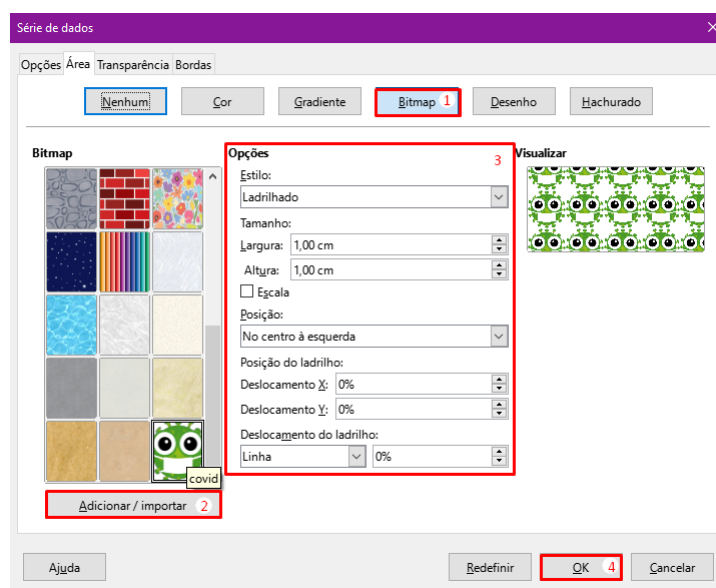 Série de dados
Opções Área Transparência Bordas
Nenhum Cor Gradiente Bitmap 1 Desenho Hachurado
Bitmap
Opções
3
Visualizar
Estilo:
Ladrilhado
Tamanho:
Largura: 1,00 cm
Altura: 1,00 cm
Escala
Posição:
No centro à esquerda
Posição do ladrilho:
Deslocamento X: 0%
Deslocamento Y: 0%
Deslocamento do ladrilho:
Linha 0%
covid
Adicionar / importar 2
Ajuda Redefinir OK 4 Cancelar